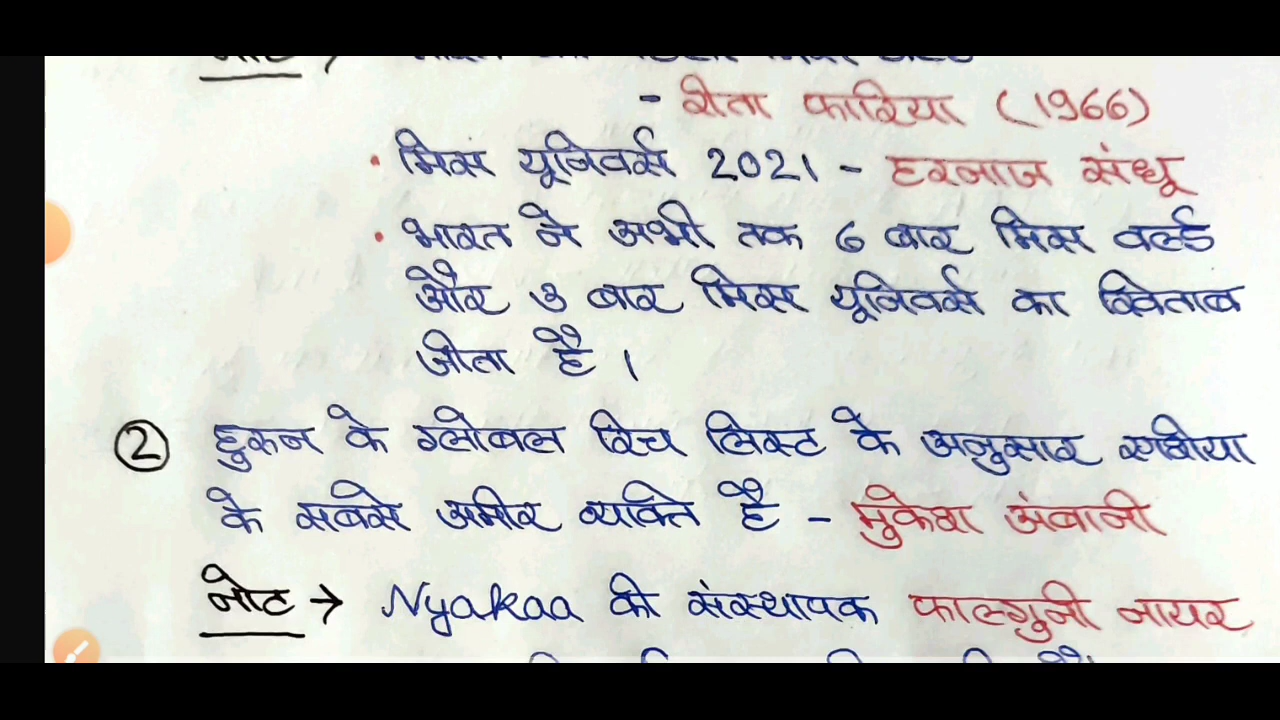 - रीता फारिया (1966)
• मिस यूनिवर्स 2021 - हरनाज संधू
• भारत ने अभी तक 6 बार मिस वर्ल्ड
और 3 बार मिस यूनिवर्स का खिताब
जीता है ।
② हुरुन के ग्लोबल रिच लिस्ट के अनुसार एशिया
के सबसे अमीर व्यक्ति है - मुकेश अंबानी
नोट → Nyakaa की संस्थापक फाल्गुनी नायर